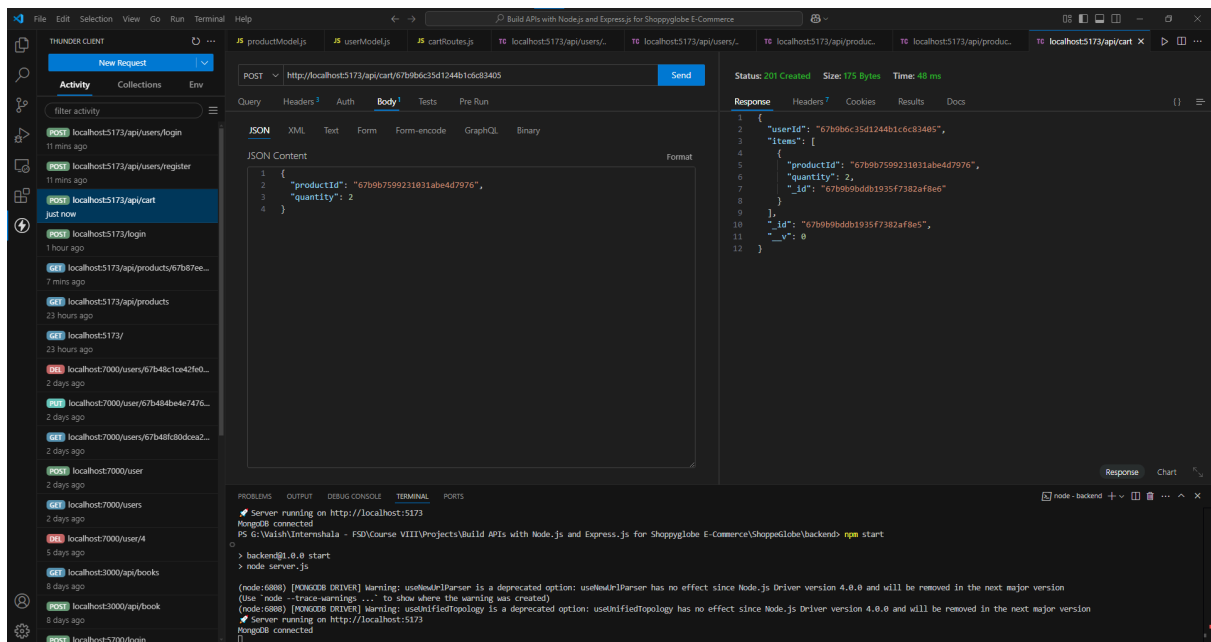 File Edit Selection View Go Run Terminal Help
Build APIs with Node.js and Express.js for Shoppyglobe E-Commerce
THUNDER CLIENT
New Request
Activity Collections Env
filter activity
POST localhost:5173/api/users/login
11 mins ago
POST localhost:5173/api/users/register
11 mins ago
POST localhost:5173/api/cart
just now
POST localhost:5173/login
1 hour ago
GET localhost:5173/api/products/67b87ee...
7 mins ago
GET localhost:5173/api/products
23 hours ago
GET localhost:5173/
23 hours ago
DEL localhost:7000/users/67b48c1ce42fe0...
2 days ago
PUT localhost:7000/user/67b484be4e7476...
2 days ago
GET localhost:7000/users/67b48fc80dcea2...
2 days ago
POST localhost:7000/user
2 days ago
GET localhost:7000/users
2 days ago
DEL localhost:7000/user/4
5 days ago
GET localhost:3000/api/books
8 days ago
POST localhost:3000/api/book
8 days ago
POST localhost:5700/login
JS productModel.js JS userModel.js JS cartRoutes.js TC localhost:5173/api/users/.. TC localhost:5173/api/users/.. TC localhost:5173/api/produc... TC localhost:5173/api/produc... TC localhost:5173/api/cart
POST http://localhost:5173/api/cart/67b9b6c35d1244b1c6c83405 Send
Query Headers 3 Auth Body 1 Tests Pre Run
JSON XML Text Form Form-encode GraphQL Binary
JSON Content Format
1 {
2 "productId": "67b9b7599231031abe4d7976",
3 "quantity": 2
4 }
Status: 201 Created Size: 175 Bytes Time: 48 ms
Response Headers 7 Cookies Results Docs {}
1 {
2 "userId": "67b9b6c35d1244b1c6c83405",
3 "items": [
4 {
5 "productId": "67b9b7599231031abe4d7976",
6 "quantity": 2,
7 "_id": "67b9b9bddb1935f7382af8e6"
8 }
9 ],
10 "_id": "67b9b9bddb1935f7382af8e5",
11 "__v": 0
12 }
Response Chart
PROBLEMS OUTPUT DEBUG CONSOLE TERMINAL PORTS node - backend
🚀 Server running on http://localhost:5173
MongoDB connected
PS G:\Vaish\Internshala - FSD\Course VIII\Projects\Build APIs with Node.js and Express.js for Shoppyglobe E-Commerce\ShoppeGlobe\backend> npm start
> backend@1.0.0 start
> node server.js
(node:6808) [MONGODB DRIVER] Warning: useNewUrlParser is a deprecated option: useNewUrlParser has no effect since Node.js Driver version 4.0.0 and will be removed in the next major version
(Use `node --trace-warnings ...` to show where the warning was created)
(node:6808) [MONGODB DRIVER] Warning: useUnifiedTopology is a deprecated option: useUnifiedTopology has no effect since Node.js Driver version 4.0.0 and will be removed in the next major version
🚀 Server running on http://localhost:5173
MongoDB connected